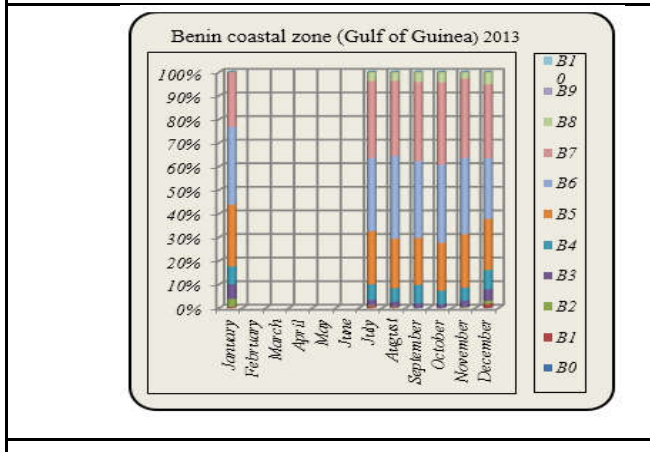 Benin coastal zone (Gulf of Guinea) 2013
100%
90%
80%
70%
60%
50%
40%
30%
20%
10%
0%
January
February
March
April
May
June
July
August
September
October
November
December
B1
0
B9
B8
B7
B6
B5
B4
B3
B2
B1
B0